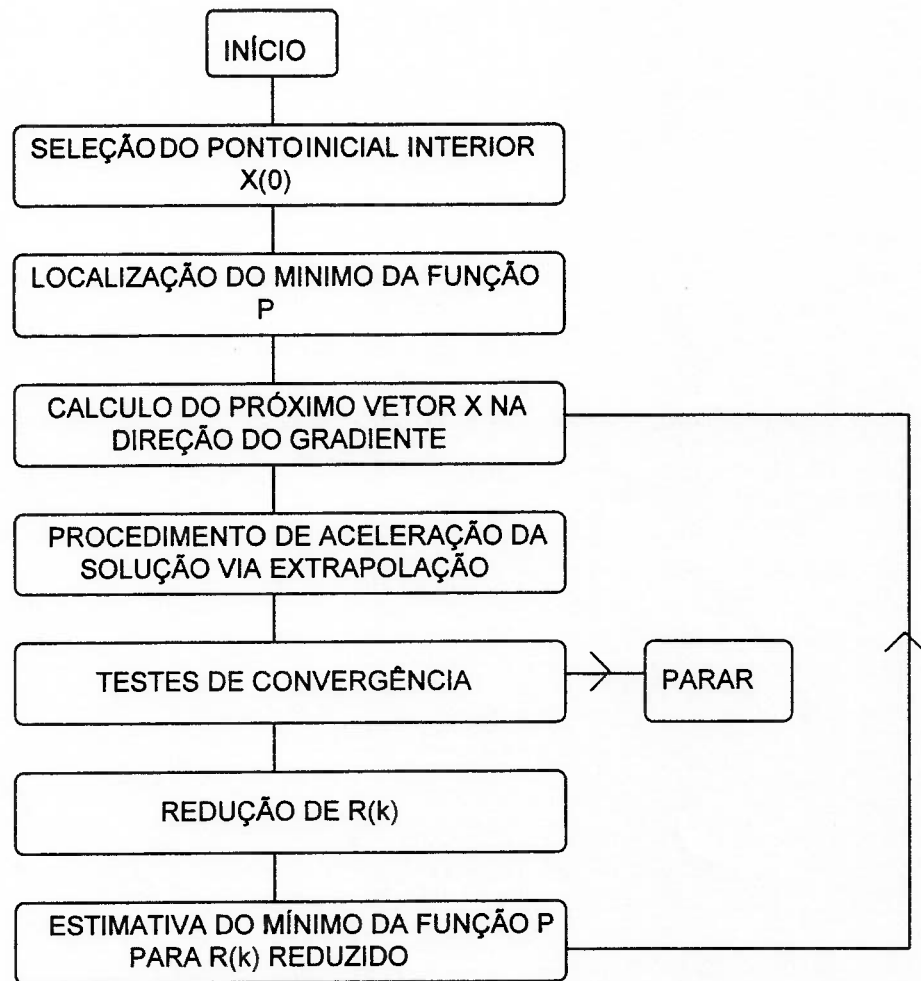 INÍCIO
SELEÇÃO DO PONTO INICIAL INTERIOR
X(0)
LOCALIZAÇÃO DO MINIMO DA FUNÇÃO
P
CALCULO DO PRÓXIMO VETOR X NA
DIREÇÃO DO GRADIENTE
PROCEDIMENTO DE ACELERAÇÃO DA
SOLUÇÃO VIA EXTRAPOLAÇÃO
TESTES DE CONVERGÊNCIA
PARAR
REDUÇÃO DE R(k)
ESTIMATIVA DO MÍNIMO DA FUNÇÃO P
PARA R(k) REDUZIDO